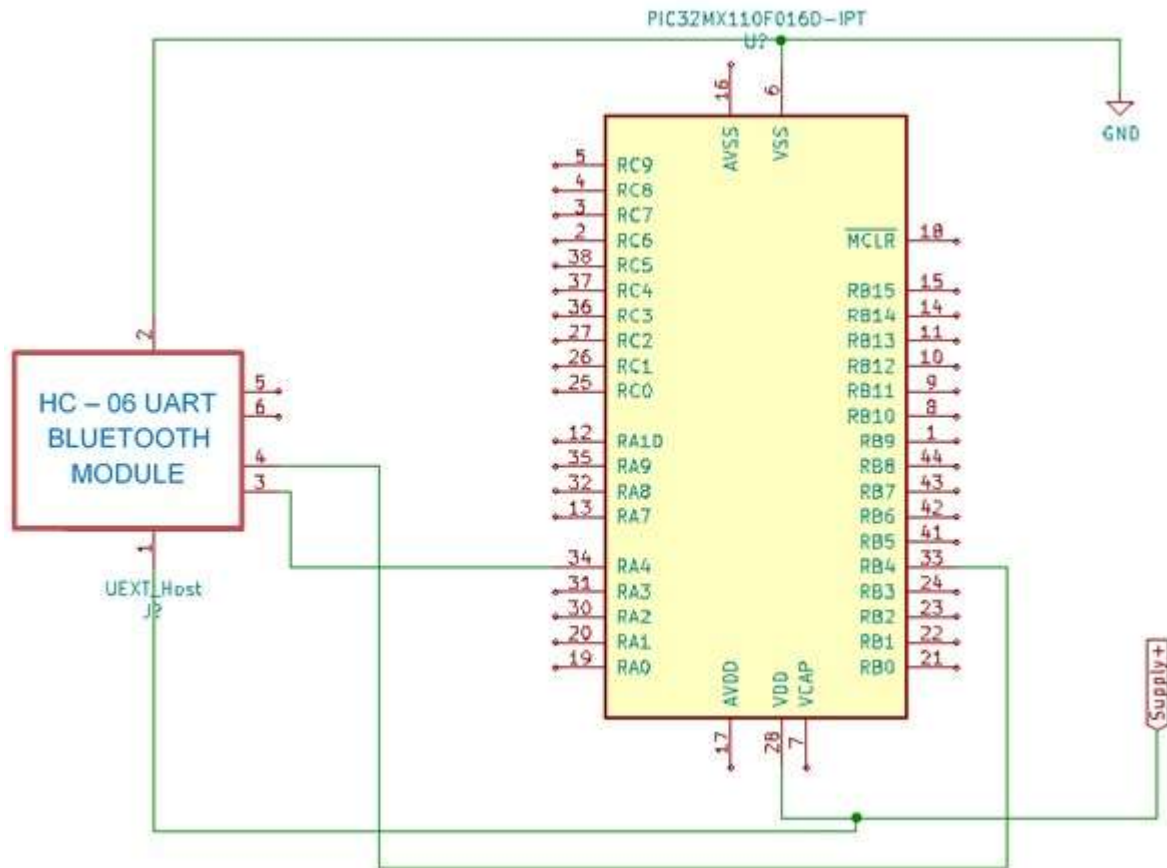 PIC32MX110F016D-IPT
U?
16
6
AVSS
VSS
GND
5 RC9
4 RC8
3 RC7
2 RC6
38 RC5
37 RC4
36 RC3
27 RC2
26 RC1
25 RC0
12 RA10
35 RA9
32 RA8
13 RA7
34 RA4
31 RA3
30 RA2
20 RA1
19 RA0
MCLR 18
RB15 15
RB14 14
RB13 11
RB12 10
RB11 9
RB10 8
RB9 1
RB8 44
RB7 43
RB6 42
RB5 41
RB4 33
RB3 24
RB2 23
RB1 22
RB0 21
AVDD
VDD
VCAP
17
28
7
2
HC – 06 UART
BLUETOOTH
MODULE
5
6
4
3
1
UEXT_Host
J?
Supply+